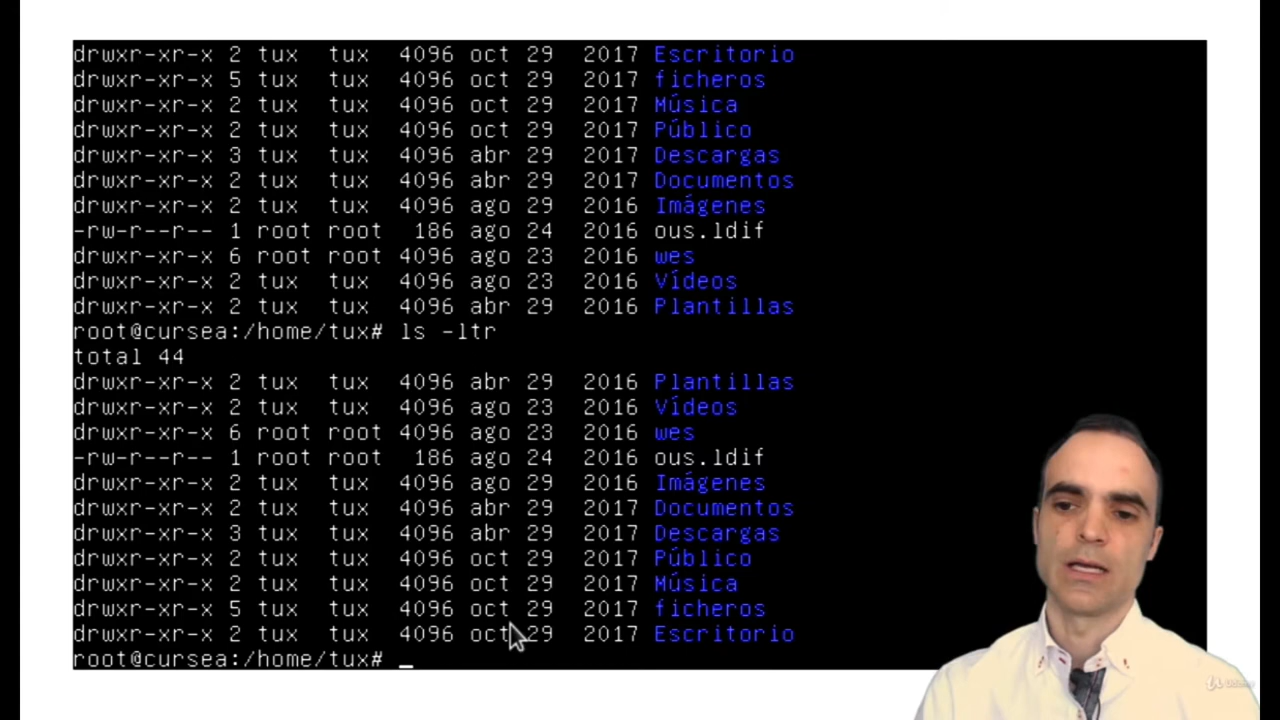 drwxr-xr-x 2 tux tux 4096 oct 29 2017 Escritorio
drwxr-xr-x 5 tux tux 4096 oct 29 2017 ficheros
drwxr-xr-x 2 tux tux 4096 oct 29 2017 Música
drwxr-xr-x 2 tux tux 4096 oct 29 2017 Público
drwxr-xr-x 3 tux tux 4096 abr 29 2017 Descargas
drwxr-xr-x 2 tux tux 4096 abr 29 2017 Documentos
drwxr-xr-x 2 tux tux 4096 ago 29 2016 Imágenes
-rw-r--r-- 1 root root 186 ago 24 2016 ous.ldif
drwxr-xr-x 6 root root 4096 ago 23 2016 wes
drwxr-xr-x 2 tux tux 4096 ago 23 2016 Vídeos
drwxr-xr-x 2 tux tux 4096 abr 29 2016 Plantillas
root@cursea:/home/tux# ls -ltr
total 44
drwxr-xr-x 2 tux tux 4096 abr 29 2016 Plantillas
drwxr-xr-x 2 tux tux 4096 ago 23 2016 Vídeos
drwxr-xr-x 6 root root 4096 ago 23 2016 wes
-rw-r--r-- 1 root root 186 ago 24 2016 ous.ldif
drwxr-xr-x 2 tux tux 4096 ago 29 2016 Imágenes
drwxr-xr-x 2 tux tux 4096 abr 29 2017 Documentos
drwxr-xr-x 3 tux tux 4096 abr 29 2017 Descargas
drwxr-xr-x 2 tux tux 4096 oct 29 2017 Público
drwxr-xr-x 2 tux tux 4096 oct 29 2017 Música
drwxr-xr-x 5 tux tux 4096 oct 29 2017 ficheros
drwxr-xr-x 2 tux tux 4096 oct 29 2017 Escritorio
root@cursea:/home/tux# _